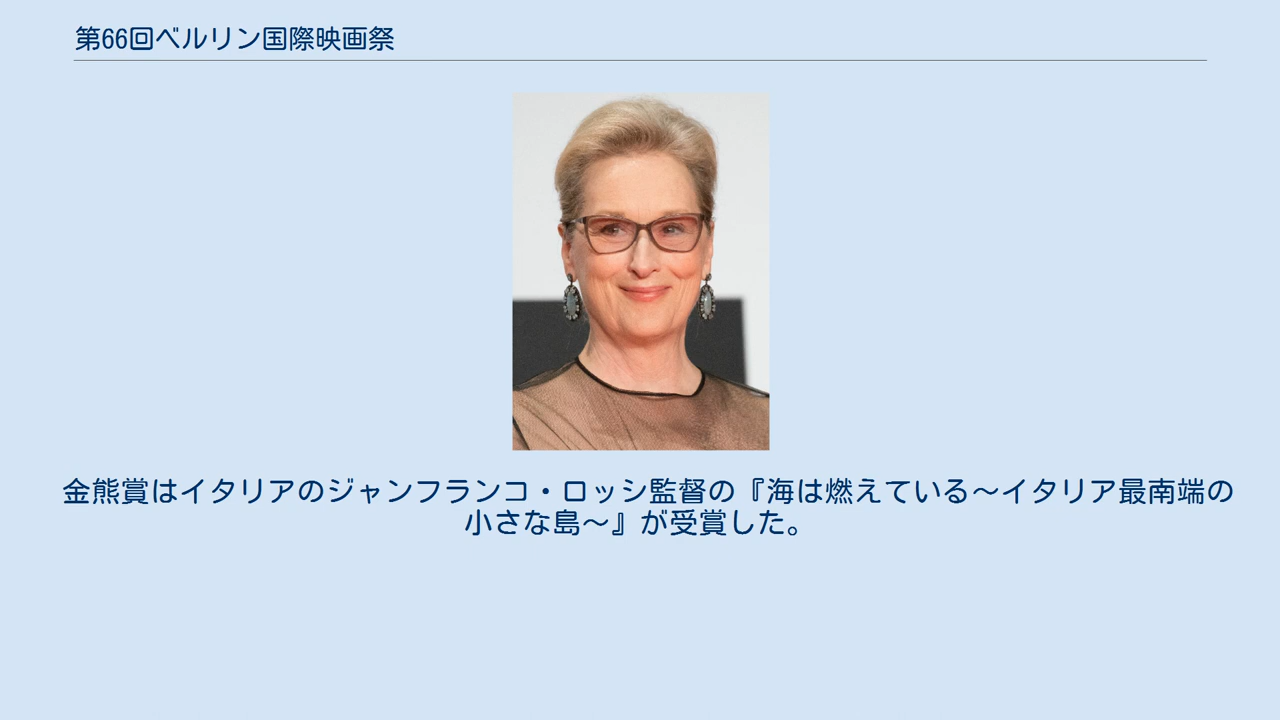 第66回ベルリン国際映画祭
金熊賞はイタリアのジャンフランコ・ロッシ監督の『海は燃えている〜イタリア最南端の
小さな島〜』が受賞した。